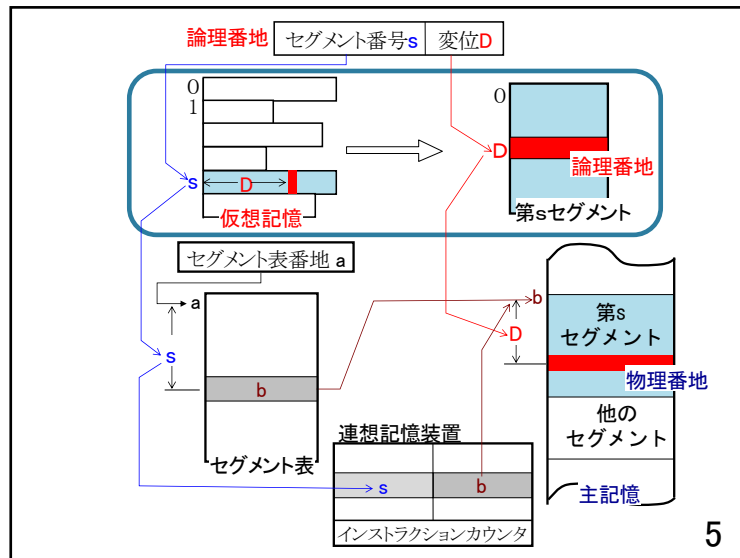 論理番地 セグメント番号s 変位D
0
1
0
D
論理番地
s
D
仮想記憶
第sセグメント
セグメント表番地 a
a
b
s
D
第s
セグメント
物理番地
b
他の
セグメント
セグメント表
連想記憶装置
s
b
主記憶
インストラクションカウンタ
5